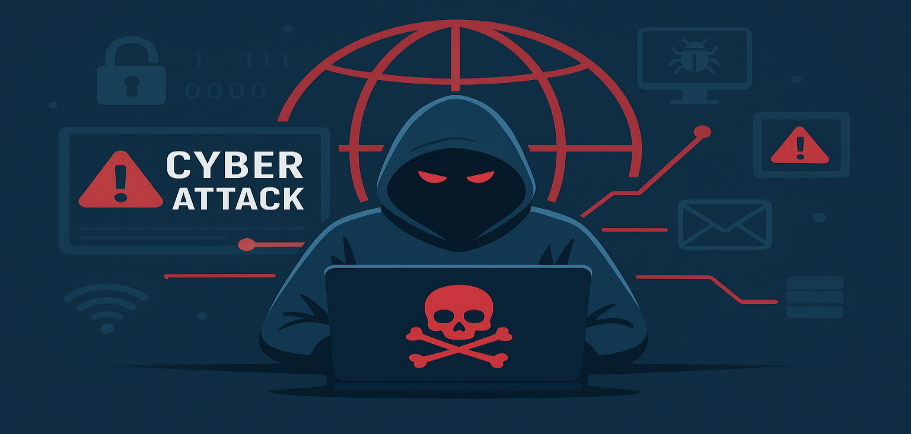 1 111
0000
CYBER
ATTACK